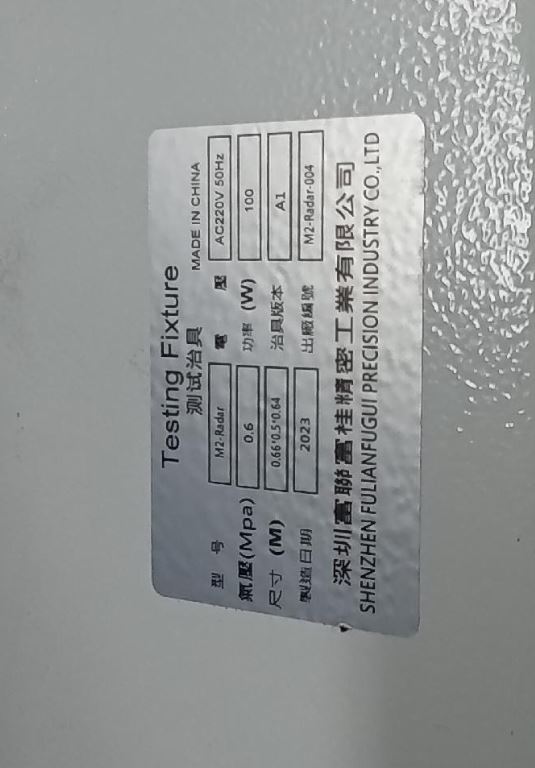 Testing Fixture
测试治具
MADE IN CHINA
型 号 M2-Radar 電 壓 AC220V 50Hz
氣壓(Mpa) 0.6 功率 (W) 100
尺寸 (M) 0.66*0.5*0.64 治具版本 A1
製造日期 2023 出廠編號 M2-Radar-004
深圳富聯富桂精密工業有限公司
SHENZHEN FULIANFUGUI PRECISION INDUSTRY CO.,LTD